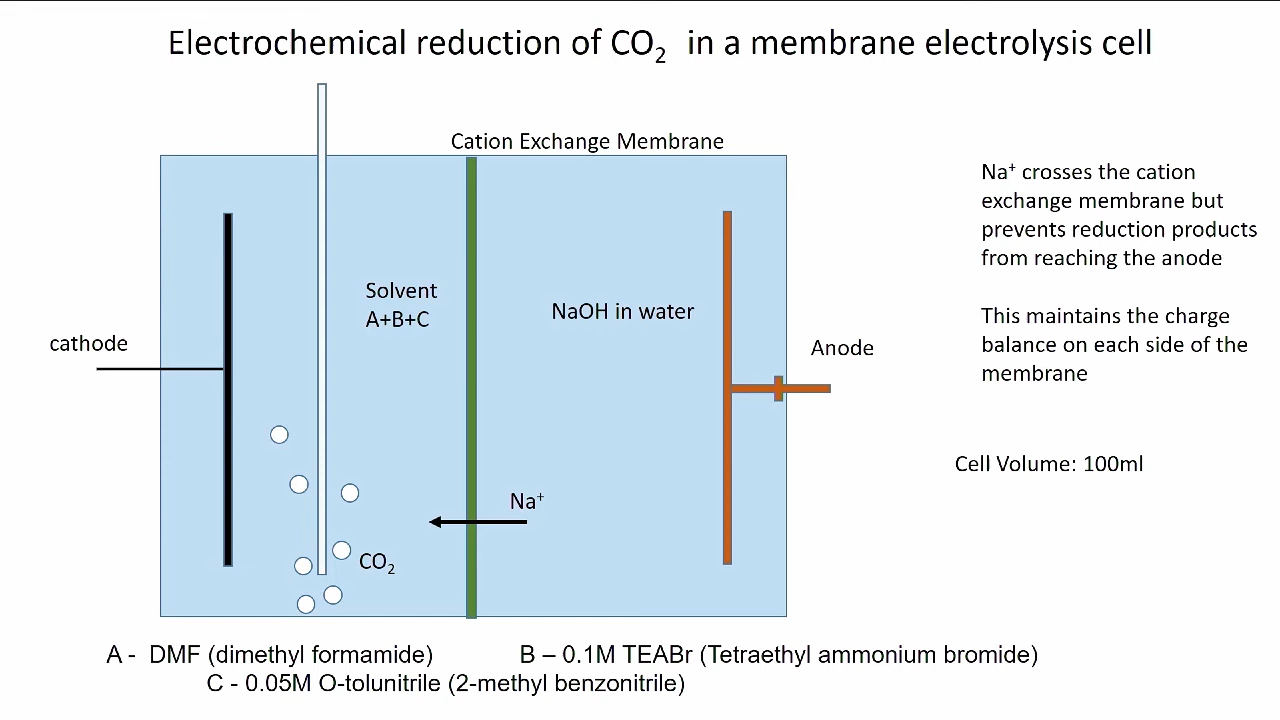 Electrochemical reduction of CO₂ in a membrane electrolysis cell
Cation Exchange Membrane
Na⁺ crosses the cation
exchange membrane but
prevents reduction products
from reaching the anode
Solvent
A+B+C
NaOH in water
This maintains the charge
balance on each side of the
membrane
cathode
Anode
Cell Volume: 100ml
Na⁺
CO₂
A - DMF (dimethyl formamide) B – 0.1M TEABr (Tetraethyl ammonium bromide)
C - 0.05M O-tolunitrile (2-methyl benzonitrile)